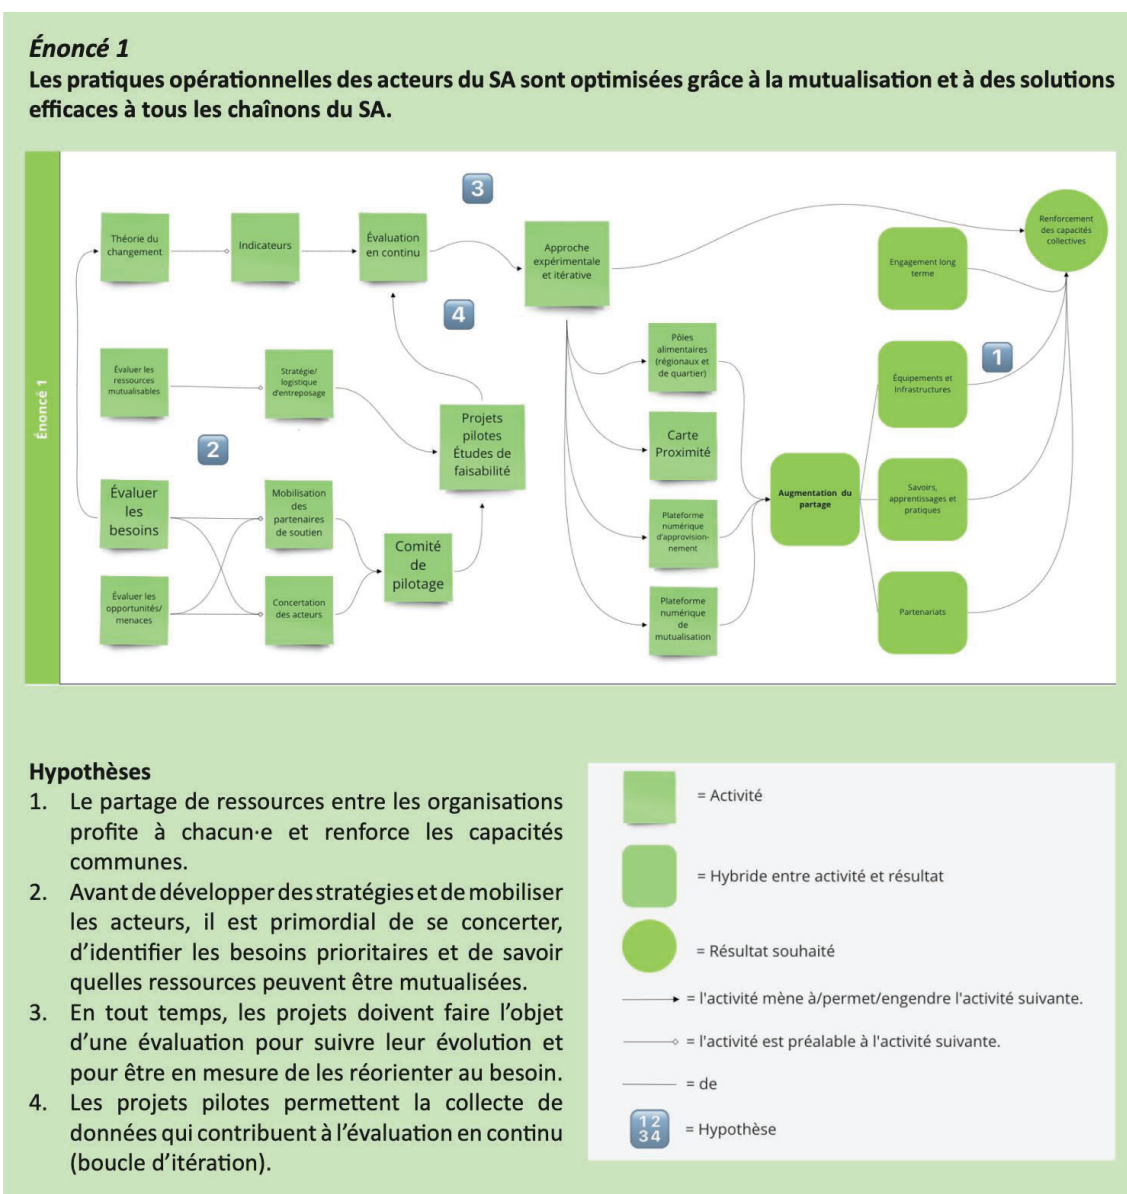 Énoncé 1
Les pratiques opérationnelles des acteurs du SA sont optimisées grâce à la mutualisation et à des solutions
efficaces à tous les chaînons du SA.
Énoncé 1
3
Théorie du
changement
Indicateurs
Évaluation
en continu
Approche
expérimentale
et itérative
Renforcement
des capacités
collectives
Engagement long
terme
4
Évaluer les
ressources
mutualisables
Stratégie/
logistique
d'entreposage
Projets
pilotes
Études de
faisabilité
Pôles
alimentaires
(régionaux et
de quartier)
Équipements et
Infrastructures
1
2
Carte
Proximité
Évaluer
les
besoins
Mobilisation
des
partenaires
de soutien
Comité
de
pilotage
Plateforme
numérique
d'approvision-
nement
Augmentation du
partage
Savoirs,
apprentissages et
pratiques
Évaluer les
opportunités/
menaces
Concertation
des acteurs
Plateforme
numérique
de
mutualisation
Partenariats
Hypothèses
1. Le partage de ressources entre les organisations
profite à chacun·e et renforce les capacités
communes.
2. Avant de développer des stratégies et de mobiliser
les acteurs, il est primordial de se concerter,
d'identifier les besoins prioritaires et de savoir
quelles ressources peuvent être mutualisées.
3. En tout temps, les projets doivent faire l'objet
d'une évaluation pour suivre leur évolution et
pour être en mesure de les réorienter au besoin.
4. Les projets pilotes permettent la collecte de
données qui contribuent à l'évaluation en continu
(boucle d'itération).
= Activité
= Hybride entre activité et résultat
= Résultat souhaité
= l'activité mène à/permet/engendre l'activité suivante.
= l'activité est préalable à l'activité suivante.
= de
1 2
3 4
= Hypothèse